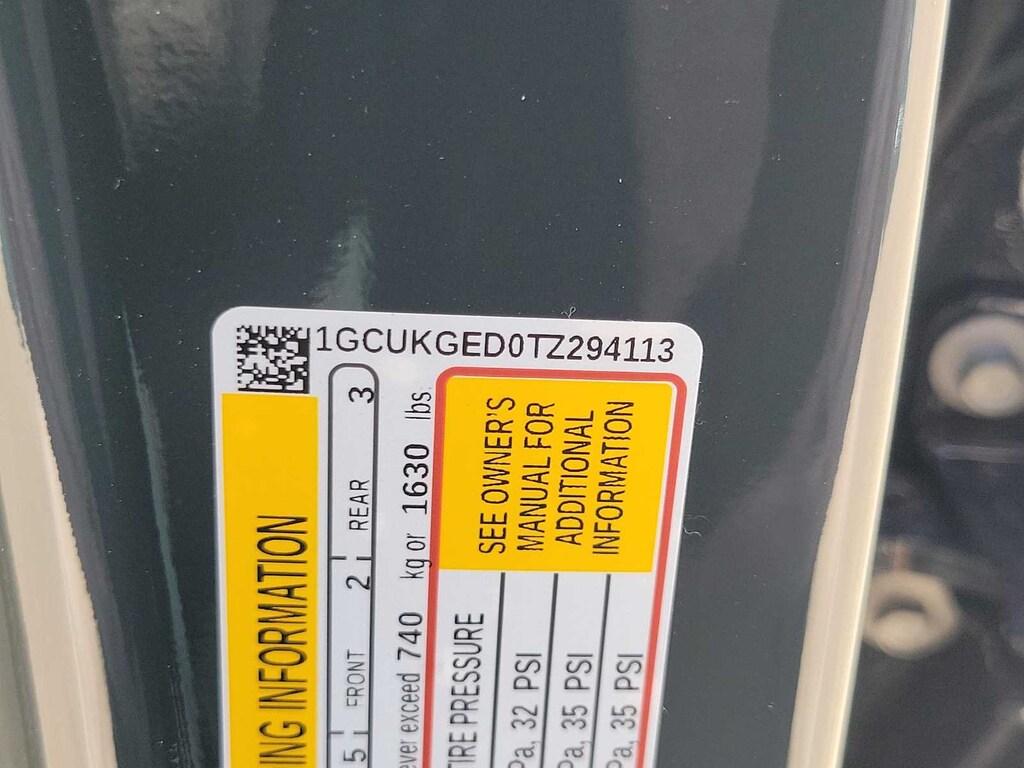 1GCUKGED0TZ294113
ING INFORMATION
5 FRONT 2 REAR 3
ever exceed 740 kg or 1630 lbs.
TIRE PRESSURE
Pa, 32 PSI
Pa, 35 PSI
Pa, 35 PSI
SEE OWNER'S
MANUAL FOR
ADDITIONAL
INFORMATION